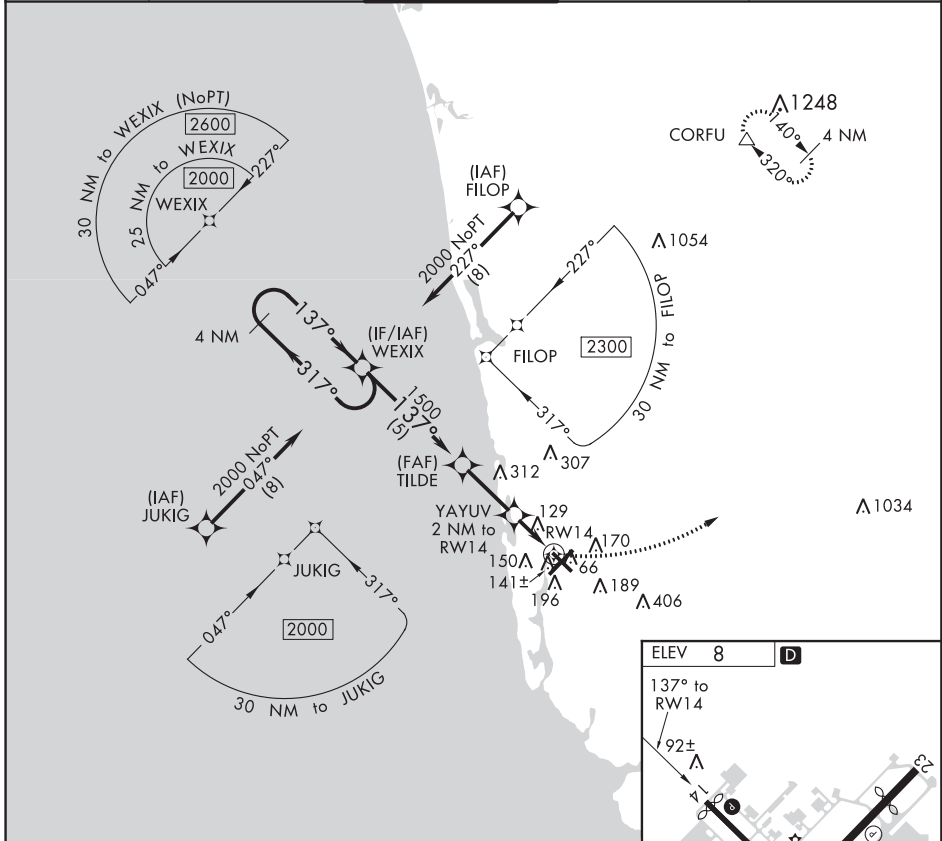 30 NM to WEXIX (NoPT)
2600
25 NM to WEXIX
2000
WEXIX
227°
047°
1248
CORFU
140°
4 NM
320°
(IAF)
FILOP
2000 NoPT
227°
(8)
1054
227°
FILOP
2300
30 NM to FILOP
317°
4 NM
137°
317°
(IF/IAF)
WEXIX
1500
137°
(5)
(FAF)
TILDE
312
307
2000 NoPT
047°
(8)
(IAF)
JUKIG
YAYUV
2 NM to
RW14
129
RW14
170
1034
150
141±
66
196
189
406
JUKIG
047°
317°
2000
30 NM to JUKIG
ELEV 8
D
137° to
RW14
92±
14
P
23
P